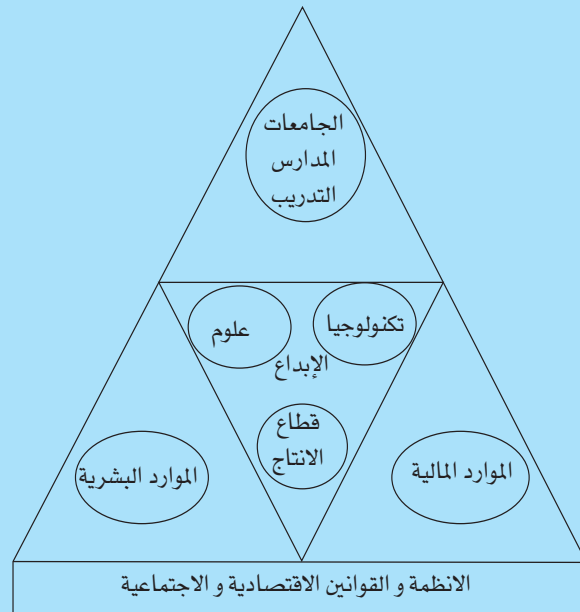 الجامعات
المدارس
التدريب
تكنولوجيا
علوم
الإبداع
قطاع
الانتاج
الموارد المالية
الموارد البشرية
الانظمة و القوانين الاقتصادية و الاجتماعية